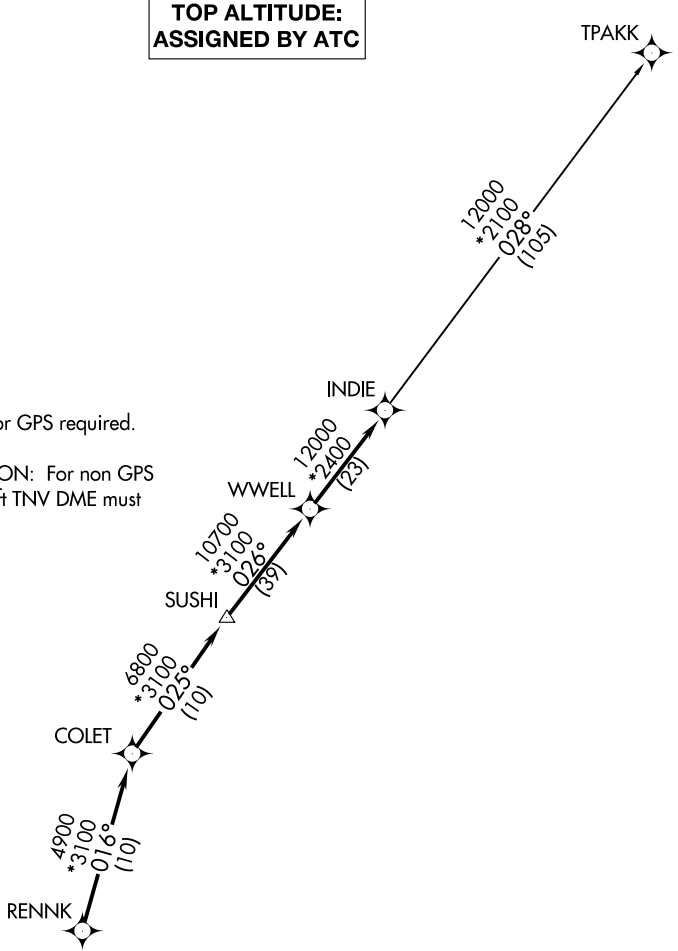 TOP ALTITUDE:
ASSIGNED BY ATC
TPAKK
12000
*2100
028°
(105)
INDIE
or GPS required.
12000
*2400
(23)
ON: For non GPS
ft TNV DME must
WWELL
10700
*3100
026°
(39)
SUSHI
6800
*3100
025°
(10)
COLET
4900
*3100
016°
(10)
RENNK